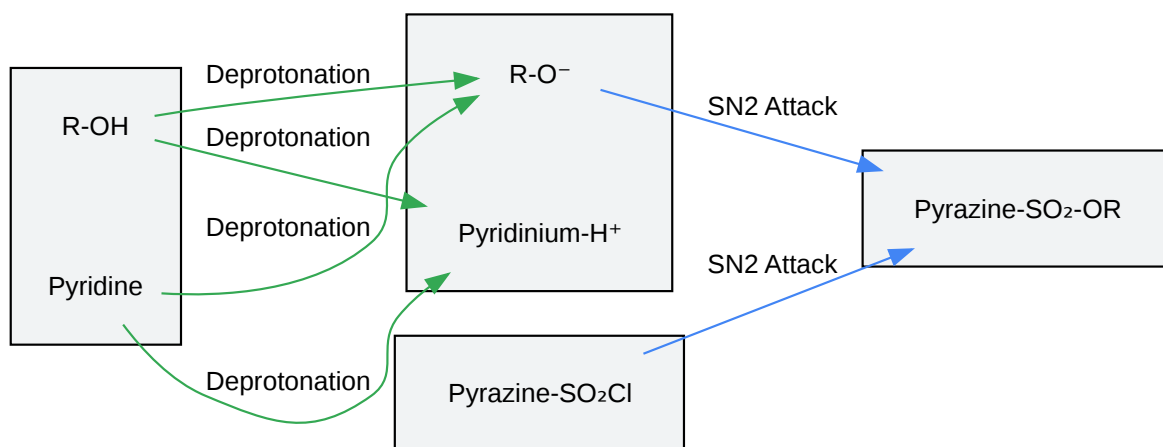 Deprotonation
R-OH
Deprotonation
Deprotonation
Pyridine
Deprotonation
R-O⁻
Pyridinium-H⁺
Pyrazine-SO₂Cl
SN2 Attack
SN2 Attack
Pyrazine-SO₂-OR